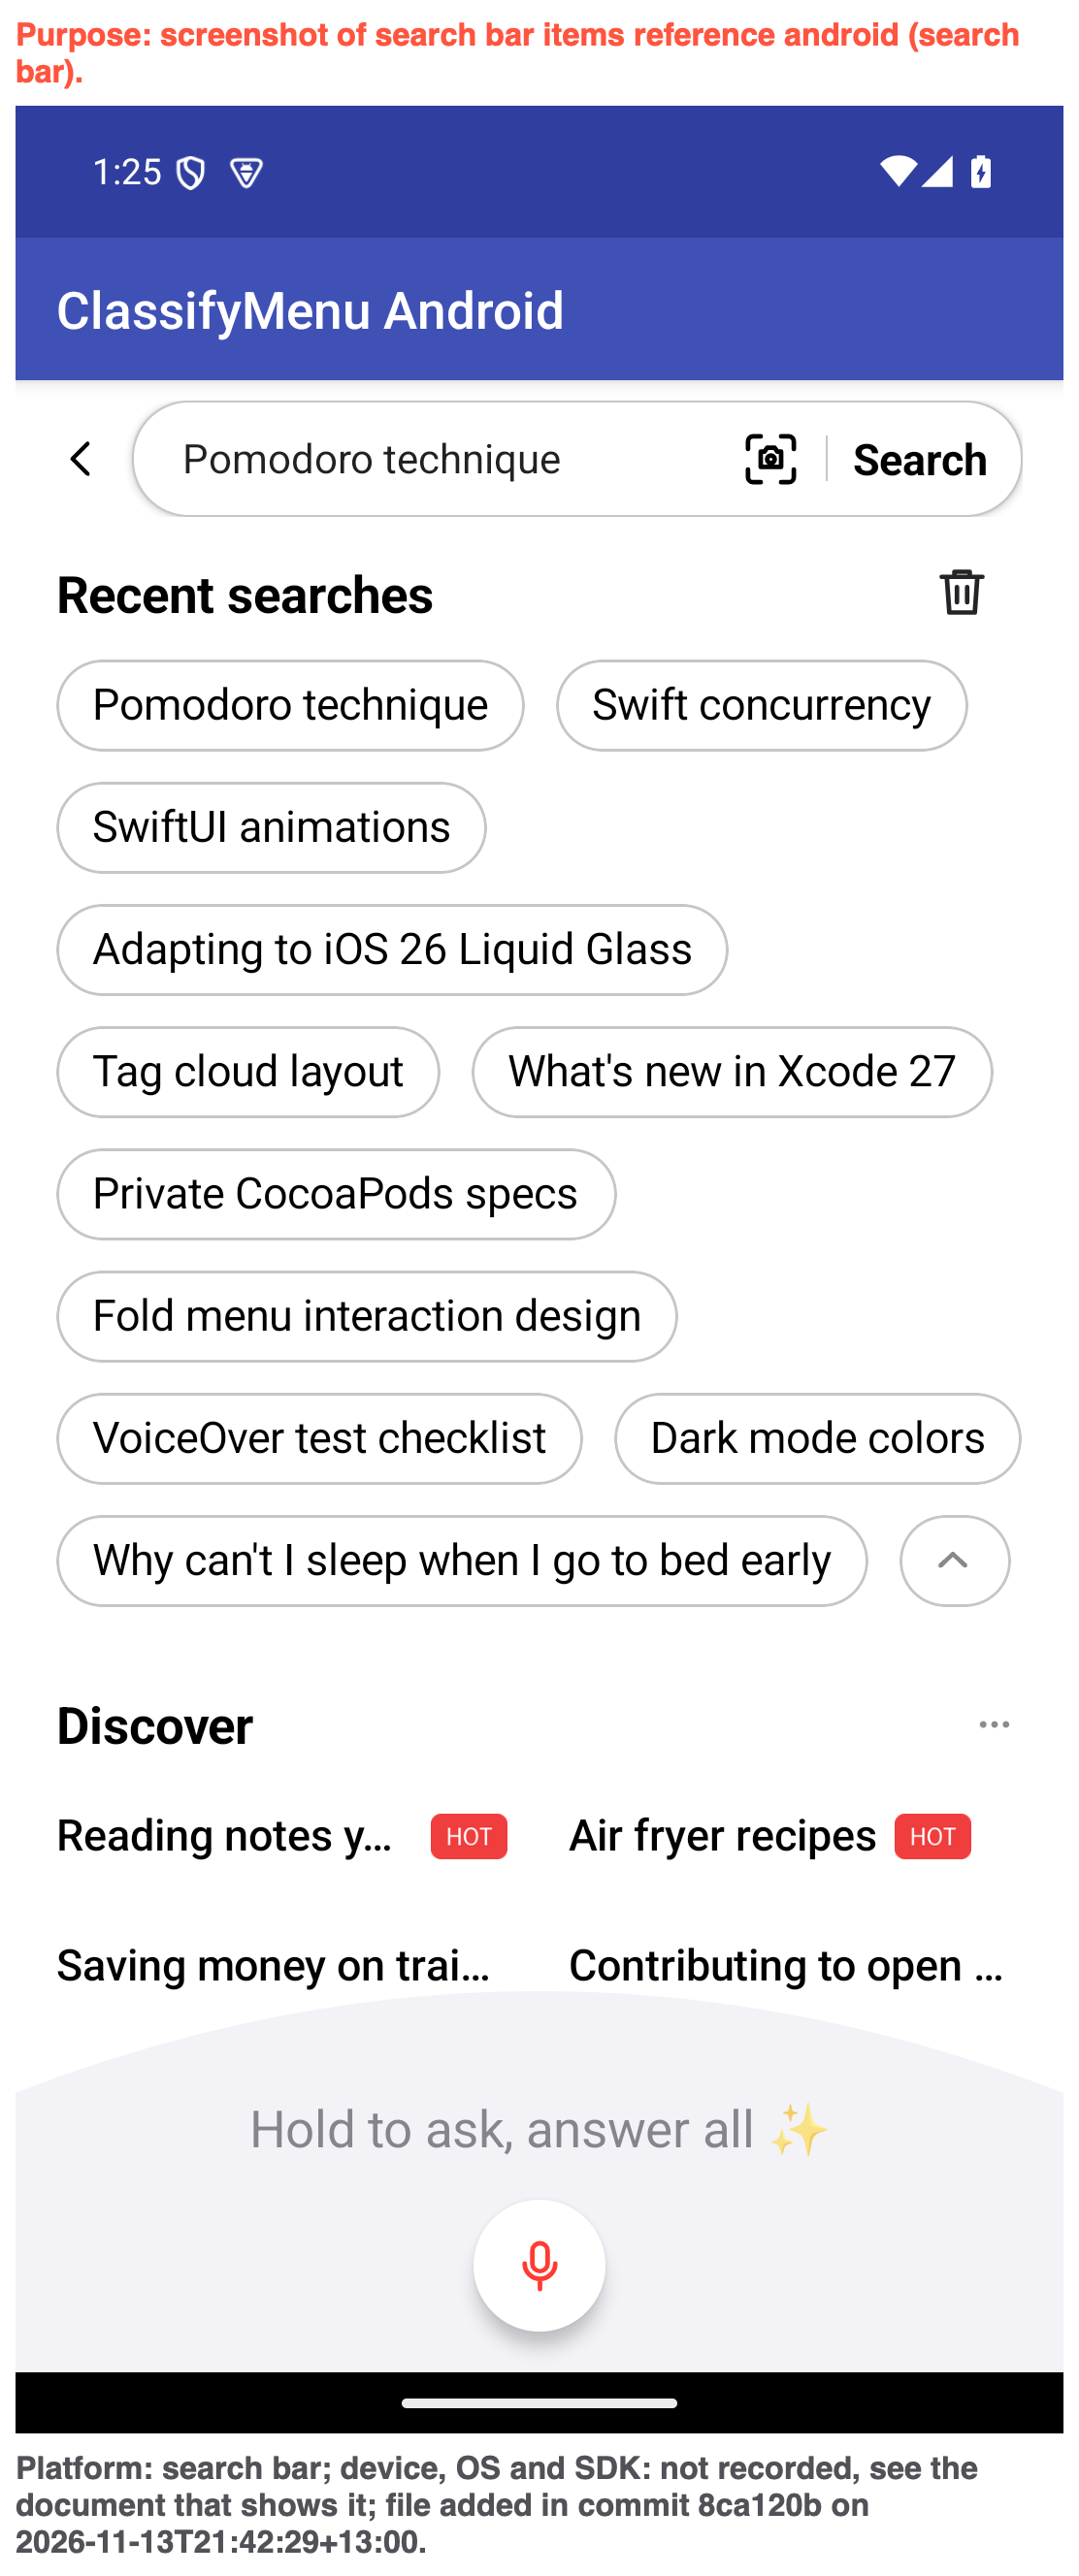 Purpose: screenshot of search bar items reference android (search
bar).
1:25
ClassifyMenu Android
Pomodoro technique Search
Recent searches
Pomodoro technique Swift concurrency
SwiftUI animations
Adapting to iOS 26 Liquid Glass
Tag cloud layout What's new in Xcode 27
Private CocoaPods specs
Fold menu interaction design
VoiceOver test checklist Dark mode colors
Why can't I sleep when I go to bed early
Discover ...
Reading notes y... HOT Air fryer recipes HOT
Saving money on trai... Contributing to open ...
Hold to ask, answer all ✨
Platform: search bar; device, OS and SDK: not recorded, see the
document that shows it; file added in commit 8ca120b on
2026-11-13T21:42:29+13:00.